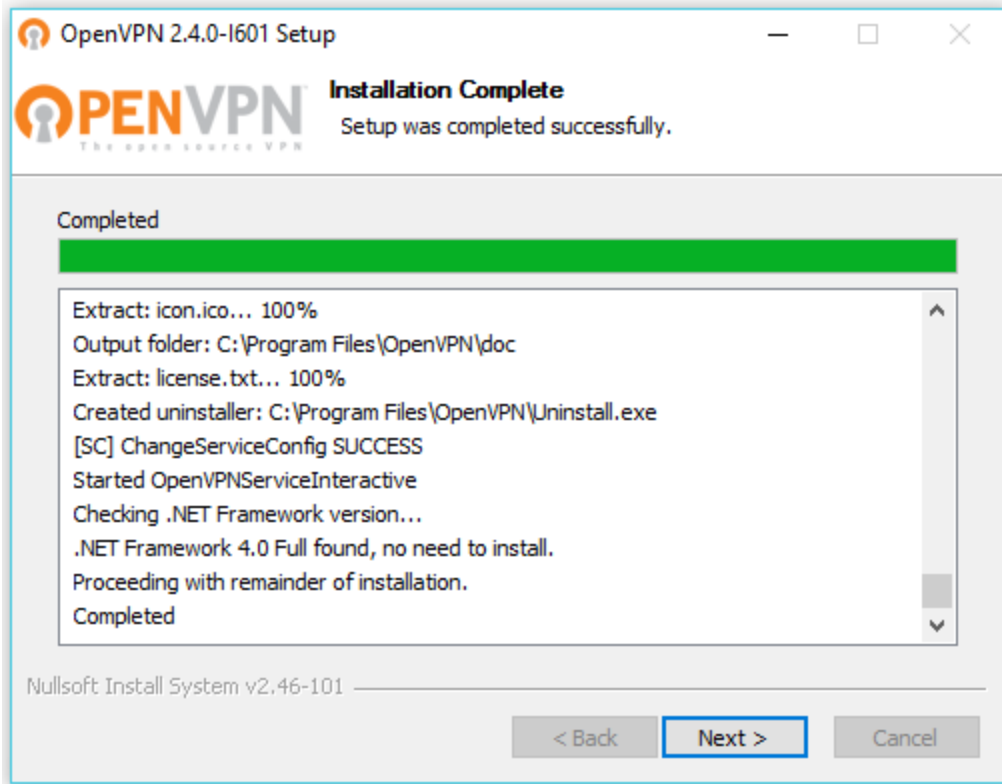 OpenVPN 2.4.0-I601 Setup
OPENVPN
The open source VPN
Installation Complete
Setup was completed successfully.
Completed
Extract: icon.ico... 100%
Output folder: C:\Program Files\OpenVPN\doc
Extract: license.txt... 100%
Created uninstaller: C:\Program Files\OpenVPN\Uninstall.exe
[SC] ChangeServiceConfig SUCCESS
Started OpenVPNServiceInteractive
Checking .NET Framework version...
.NET Framework 4.0 Full found, no need to install.
Proceeding with remainder of installation.
Completed
Nullsoft Install System v2.46-101
< Back Next > Cancel